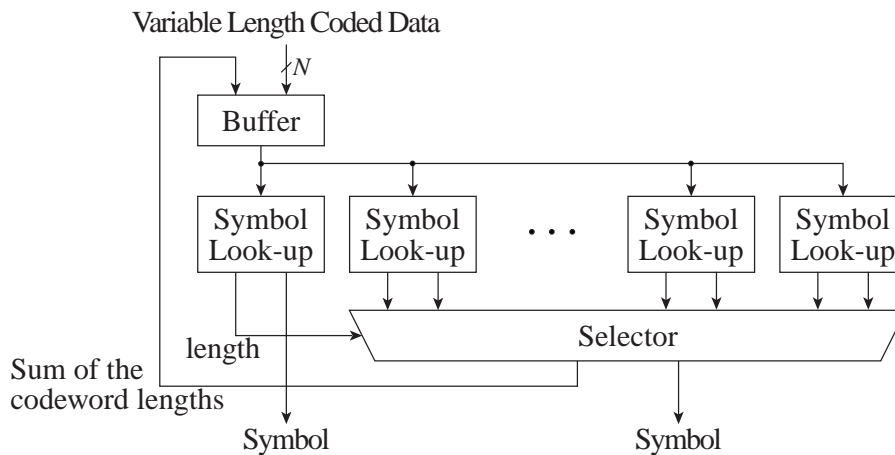 Variable Length Coded Data
N
Buffer
Symbol
Look-up
Symbol
Look-up
. . .
Symbol
Look-up
Symbol
Look-up
Selector
length
Sum of the
codeword lengths
Symbol
Symbol